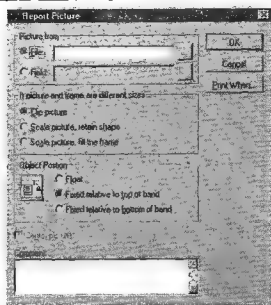 Report Picture
Picture from
File:
Field:
OK
Cancel
Print When...
If picture and frame are different sizes
Clip picture
Scale picture, retain shape
Scale picture, fill the frame
Object Position
Float
Fixed relative to top of band
Fixed relative to bottom of band